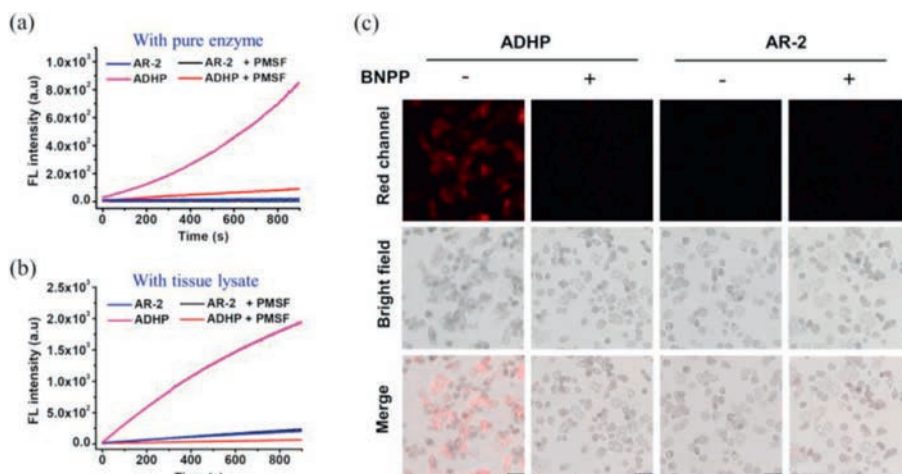 (a)
With pure enzyme
AR-2 AR-2 + PMSF
ADHP ADHP + PMSF
1.0x10³
8.0x10²
6.0x10²
4.0x10²
2.0x10²
0.0
FL intensity (a.u)
0 200 400 600 800
Time (s)
(b)
With tissue lysate
AR-2 AR-2 + PMSF
ADHP ADHP + PMSF
2.5x10³
2.0x10³
1.5x10³
1.0x10³
5.0x10²
0.0
FL intensity (a.u)
0 200 400 600 800
(c)
ADHP AR-2
BNPP - + - +
Red channel
Bright field
Merge